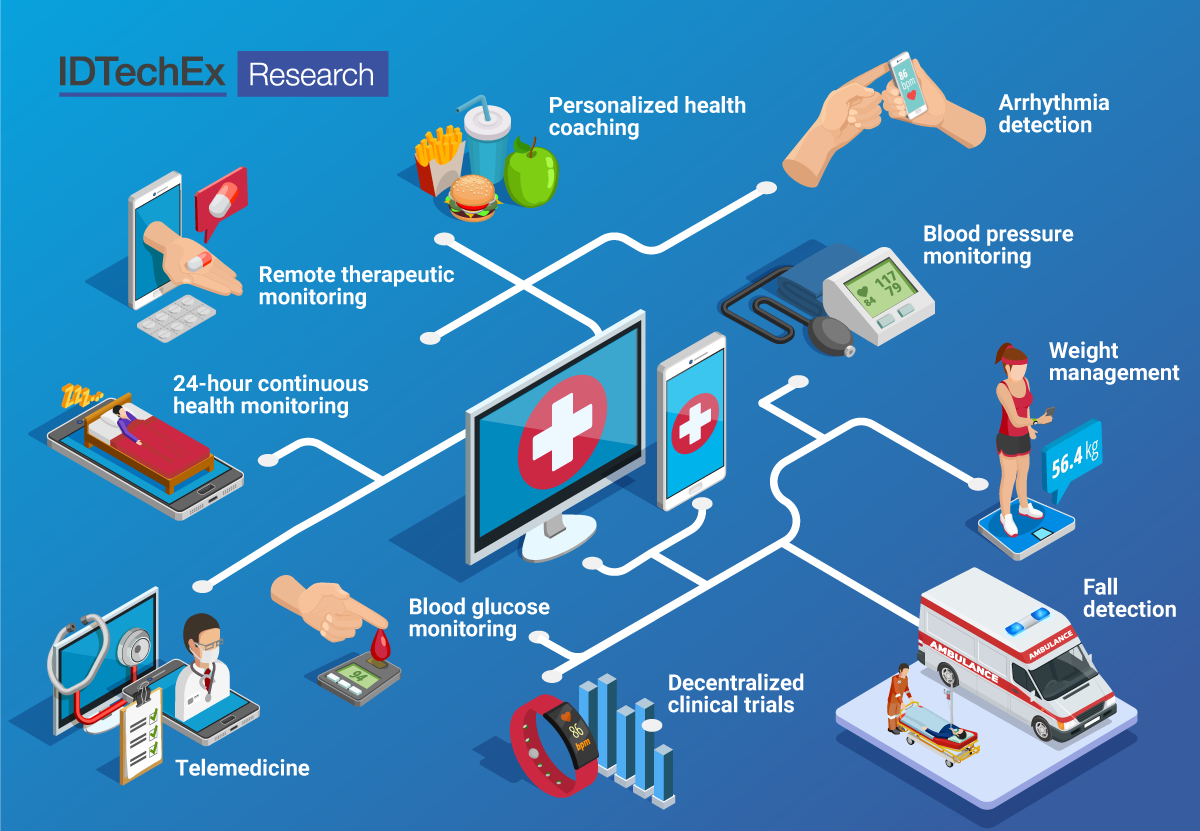 IDTechEx Research
Personalized health
coaching
86
bpm
Arrhythmia
detection
Remote therapeutic
monitoring
Blood pressure
monitoring
117
79
84
24-hour continuous
health monitoring
zzz...
Weight
management
56.4 kg
Blood glucose
monitoring
94
Fall
detection
AMBULANCE
AMBULANCE
Decentralized
clinical trials
86
bpm
Telemedicine